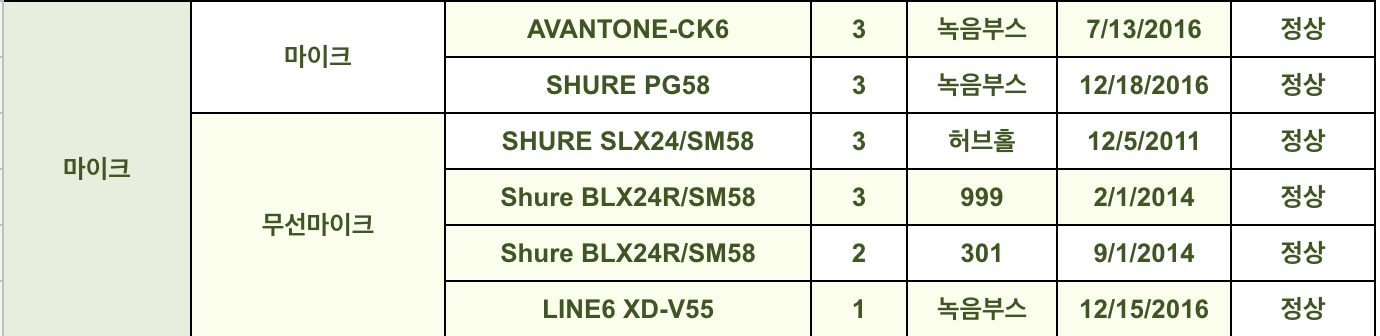 마이크 마이크 AVANTONE-CK6 3 녹음부스 7/13/2016 정상
SHURE PG58 3 녹음부스 12/18/2016 정상
무선마이크 SHURE SLX24/SM58 3 허브홀 12/5/2011 정상
Shure BLX24R/SM58 3 999 2/1/2014 정상
Shure BLX24R/SM58 2 301 9/1/2014 정상
LINE6 XD-V55 1 녹음부스 12/15/2016 정상